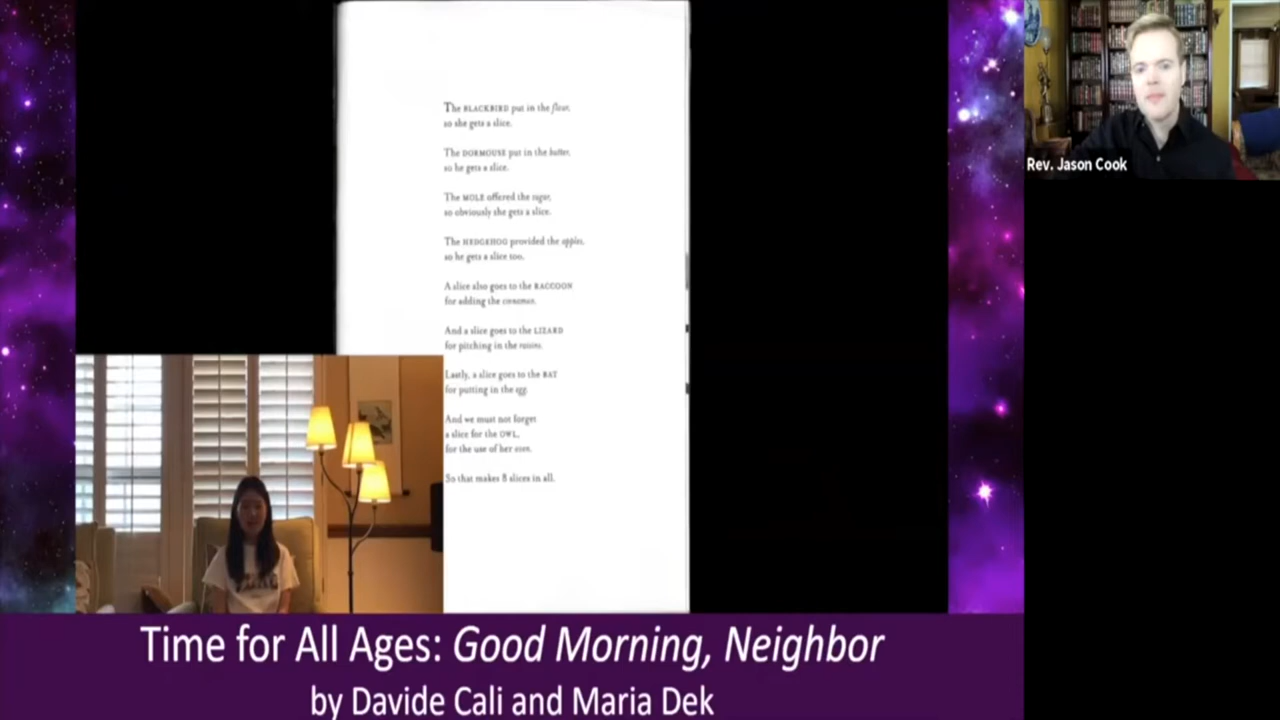 The BLACKBIRD put in the flour,
so she gets a slice.
The DORMOUSE put in the butter,
so he gets a slice.
The MOLE offered the sugar,
so obviously she gets a slice.
The HEDGEHOG provided the apples,
so he gets a slice too.
A slice also goes to the RACCOON
for adding the cinnamon.
And a slice goes to the LIZARD
for pitching in the raisins.
Lastly, a slice goes to the BAT
for putting in the egg.
And we must not forget
a slice for the OWL,
for the use of her oven.
So that makes 8 slices in all.
Rev. Jason Cook
Time for All Ages: Good Morning, Neighbor
by Davide Cali and Maria Dek